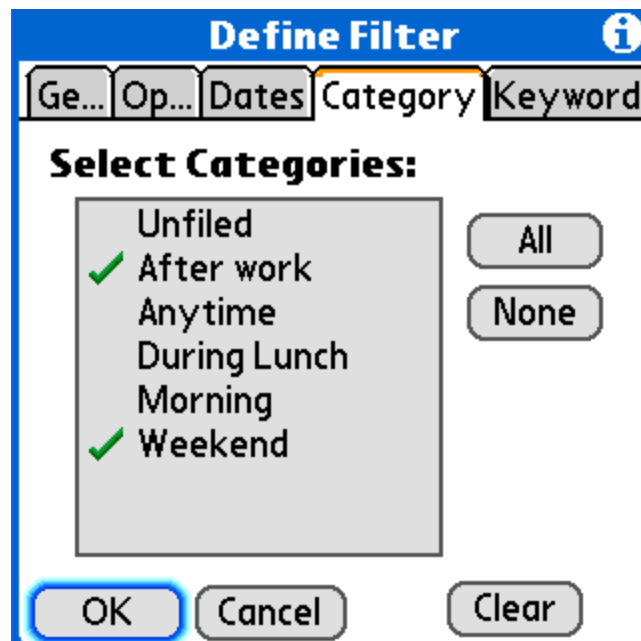 Define Filter
Ge... Op... Dates Category Keyword
Select Categories:
Unfiled
After work
Anytime
During Lunch
Morning
Weekend
All
None
OK Cancel Clear